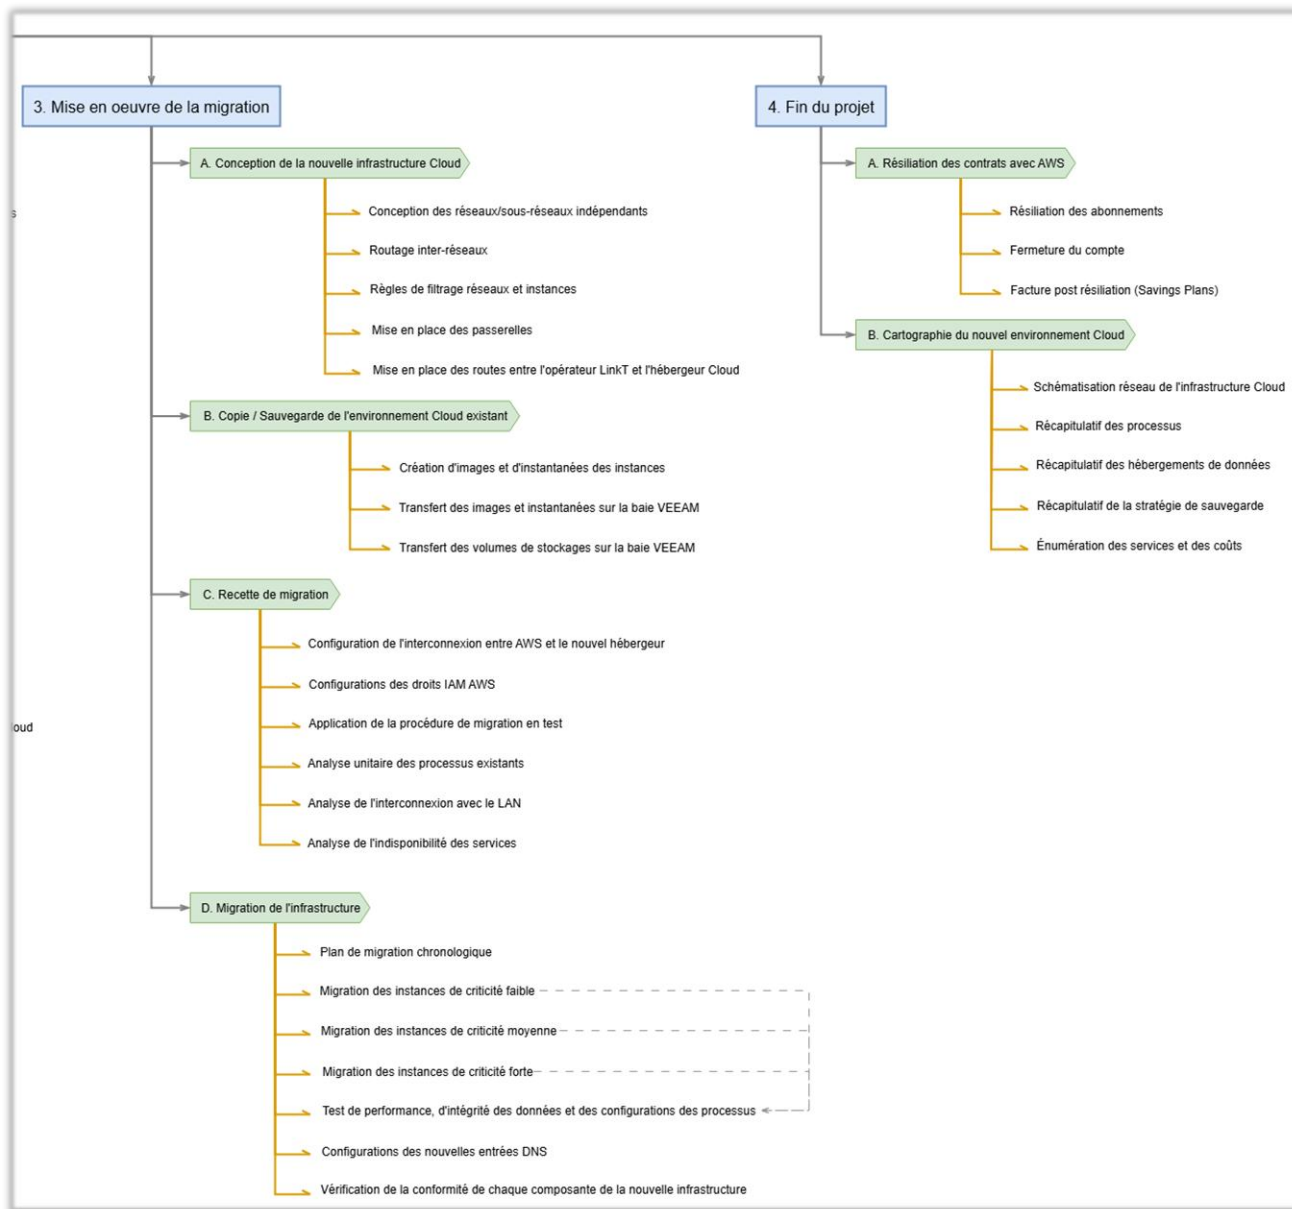 3. Mise en oeuvre de la migration
A. Conception de la nouvelle infrastructure Cloud
Conception des réseaux/sous-réseaux indépendants
Routage inter-réseaux
Règles de filtrage réseaux et instances
Mise en place des passerelles
Mise en place des routes entre l'opérateur LinkT et l'hébergeur Cloud
B. Copie / Sauvegarde de l'environnement Cloud existant
Création d'images et d'instantanées des instances
Transfert des images et instantanées sur la baie VEEAM
Transfert des volumes de stockages sur la baie VEEAM
C. Recette de migration
Configuration de l'interconnexion entre AWS et le nouvel hébergeur
Configurations des droits IAM AWS
Application de la procédure de migration en test
Analyse unitaire des processus existants
Analyse de l'interconnexion avec le LAN
Analyse de l'indisponibilité des services
D. Migration de l'infrastructure
Plan de migration chronologique
Migration des instances de criticité faible
Migration des instances de criticité moyenne
Migration des instances de criticité forte
Test de performance, d'intégrité des données et des configurations des processus
Configurations des nouvelles entrées DNS
Vérification de la conformité de chaque composante de la nouvelle infrastructure
4. Fin du projet
A. Résiliation des contrats avec AWS
Résiliation des abonnements
Fermeture du compte
Facture post résiliation (Savings Plans)
B. Cartographie du nouvel environnement Cloud
Schématisation réseau de l'infrastructure Cloud
Récapitulatif des processus
Récapitulatif des hébergements de données
Récapitulatif de la stratégie de sauvegarde
Énumération des services et des coûts
s
oud